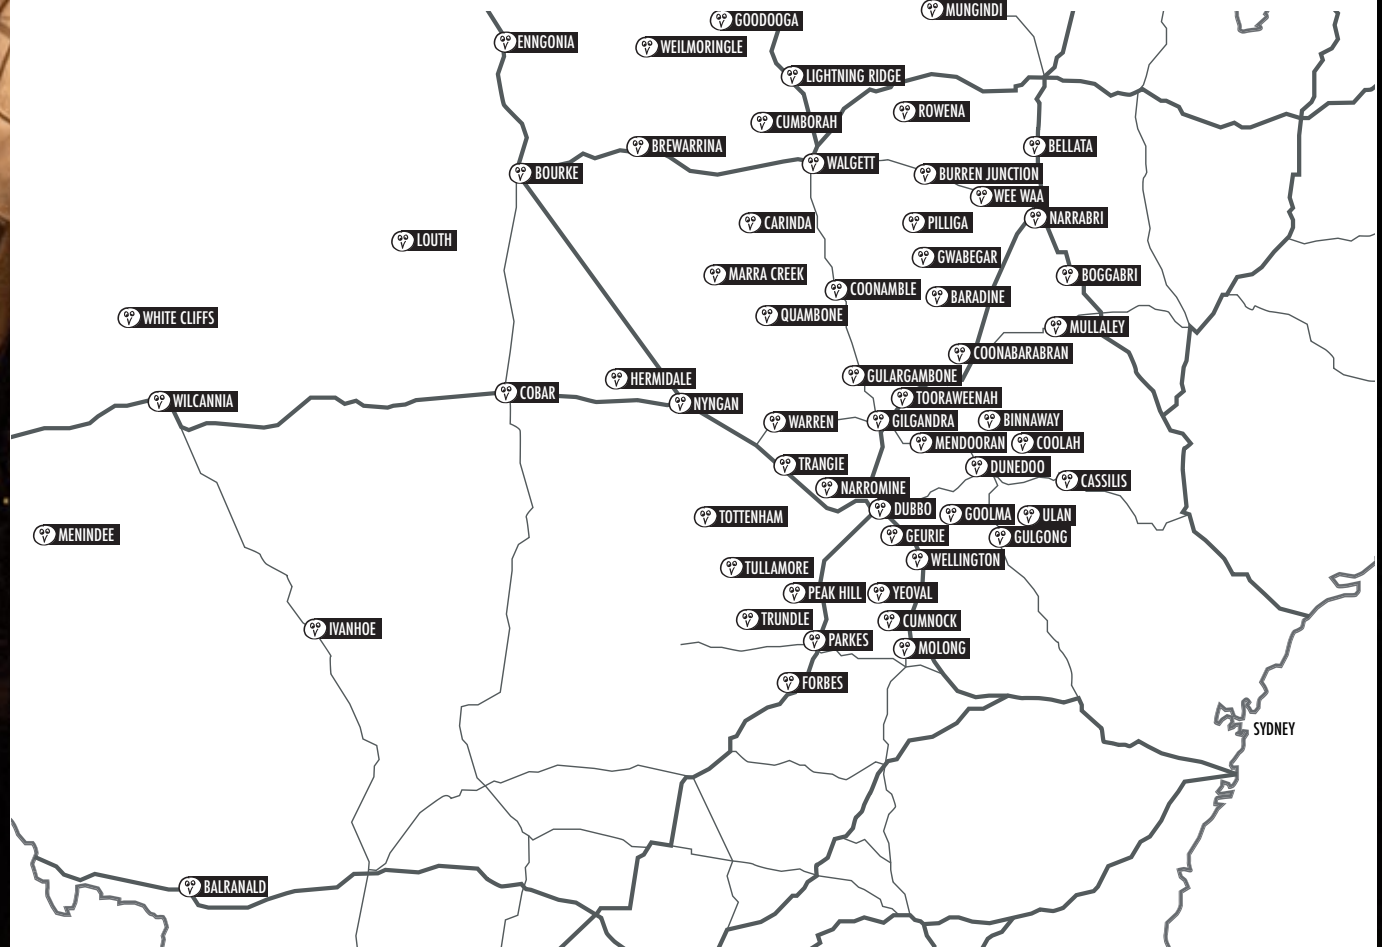 MUNGINDI
GOODOOGA
ENNGONIA
WEILMORINGLE
LIGHTNING RIDGE
ROWENA
CUMBORAH
BREWARRINA
BELLATA
WALGETT
BOURKE
BURREN JUNCTION
WEE WAA
NARRABRI
CARINDA
PILLIGA
LOUTH
GWABEGAR
MARRA CREEK
BOGGABRI
COONAMBLE
BARADINE
WHITE CLIFFS
QUAMBONE
MULLALEY
COONABARABRAN
GULARGAMBONE
HERMIDALE
COBAR
TOORAWEENAH
WILCANNIA
NYNGAN
WARREN
GILGANDRA
BINNAWAY
MENDOORAN
COOLAH
TRANGIE
DUNEDOO
CASSILIS
NARROMINE
DUBBO
GOOLMA
ULAN
TOTTENHAM
MENINDEE
GEURIE
GULGONG
WELLINGTON
TULLAMORE
PEAK HILL
YEOVAL
TRUNDLE
CUMNOCK
IVANHOE
PARKES
MOLONG
FORBES
SYDNEY
BALRANALD